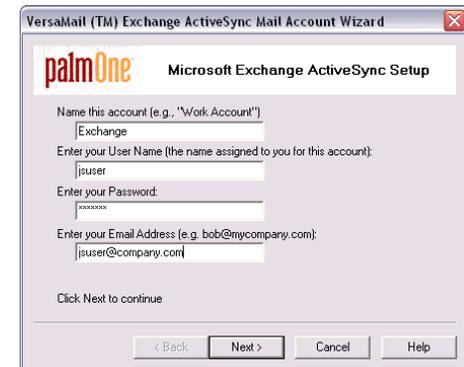 VersaMail (TM) Exchange ActiveSync Mail Account Wizard
palmOne Microsoft Exchange ActiveSync Setup
Name this account (e.g., "Work Account")
Exchange
Enter your User Name (the name assigned to you for this account):
jsuser
Enter your Password:
*******
Enter your Email Address (e.g. bob@mycompany.com):
jsuser@company.com
Click Next to continue
< Back Next > Cancel Help